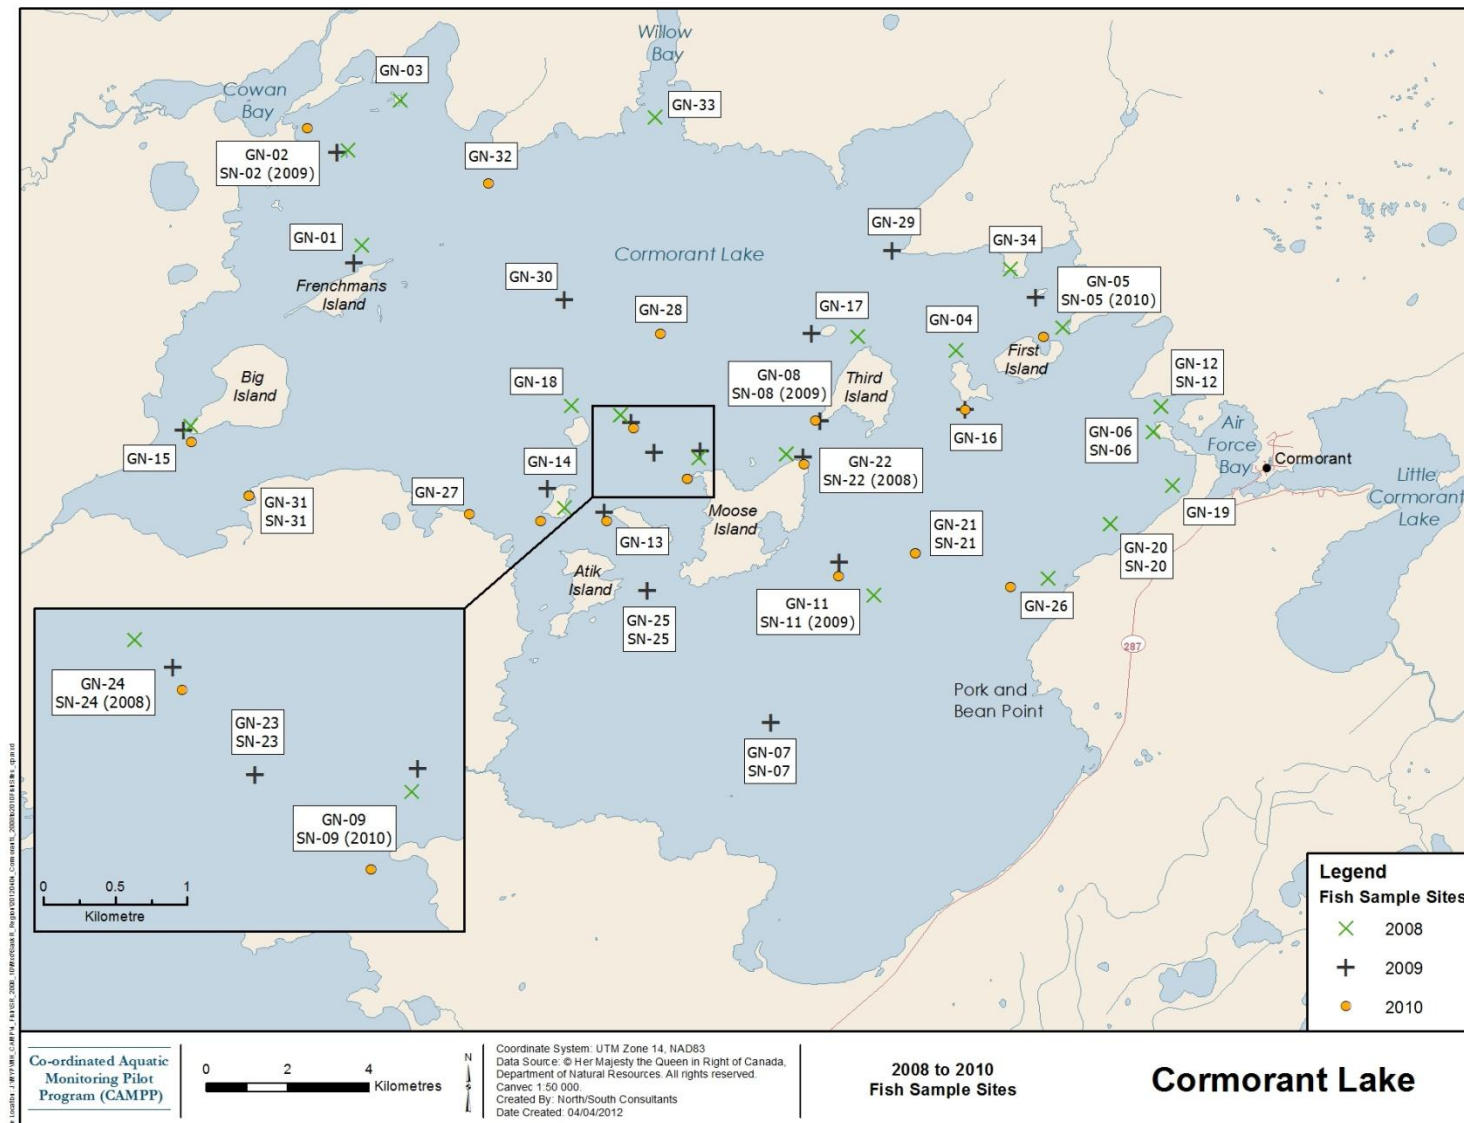 Willow
Bay
GN-03
Cowan
Bay
GN-33
GN-02
SN-02 (2009)
GN-32
GN-01
GN-29
GN-34
Cormorant Lake
Frenchmans
Island
GN-30
GN-05
SN-05 (2010)
GN-28
GN-17
GN-04
First
Island
Big
Island
GN-18
GN-08
SN-08 (2009)
Third
Island
GN-12
SN-12
GN-16
GN-06
SN-06
Air
Force
Bay
Cormorant
GN-15
GN-14
GN-22
SN-22 (2008)
Little
Cormorant
Lake
GN-27
GN-31
SN-31
Moose
Island
GN-19
GN-13
GN-21
SN-21
GN-20
SN-20
Atik
Island
GN-25
SN-25
GN-11
SN-11 (2009)
GN-26
287
GN-24
SN-24 (2008)
GN-23
SN-23
Pork and
Bean Point
GN-07
SN-07
GN-09
SN-09 (2010)
0 0.5 1
Kilometre
Legend
Fish Sample Sites
2008
2009
2010
Co-ordinated Aquatic
Monitoring Pilot
Program (CAMPP)
0 2 4
Kilometres
N
S
Coordinate System: UTM Zone 14, NAD83
Data Source: © Her Majesty the Queen in Right of Canada,
Department of Natural Resources. All rights reserved.
Canvec 1:50 000.
Created By: North/South Consultants
Date Created: 04/04/2012
2008 to 2010
Fish Sample Sites
Cormorant Lake